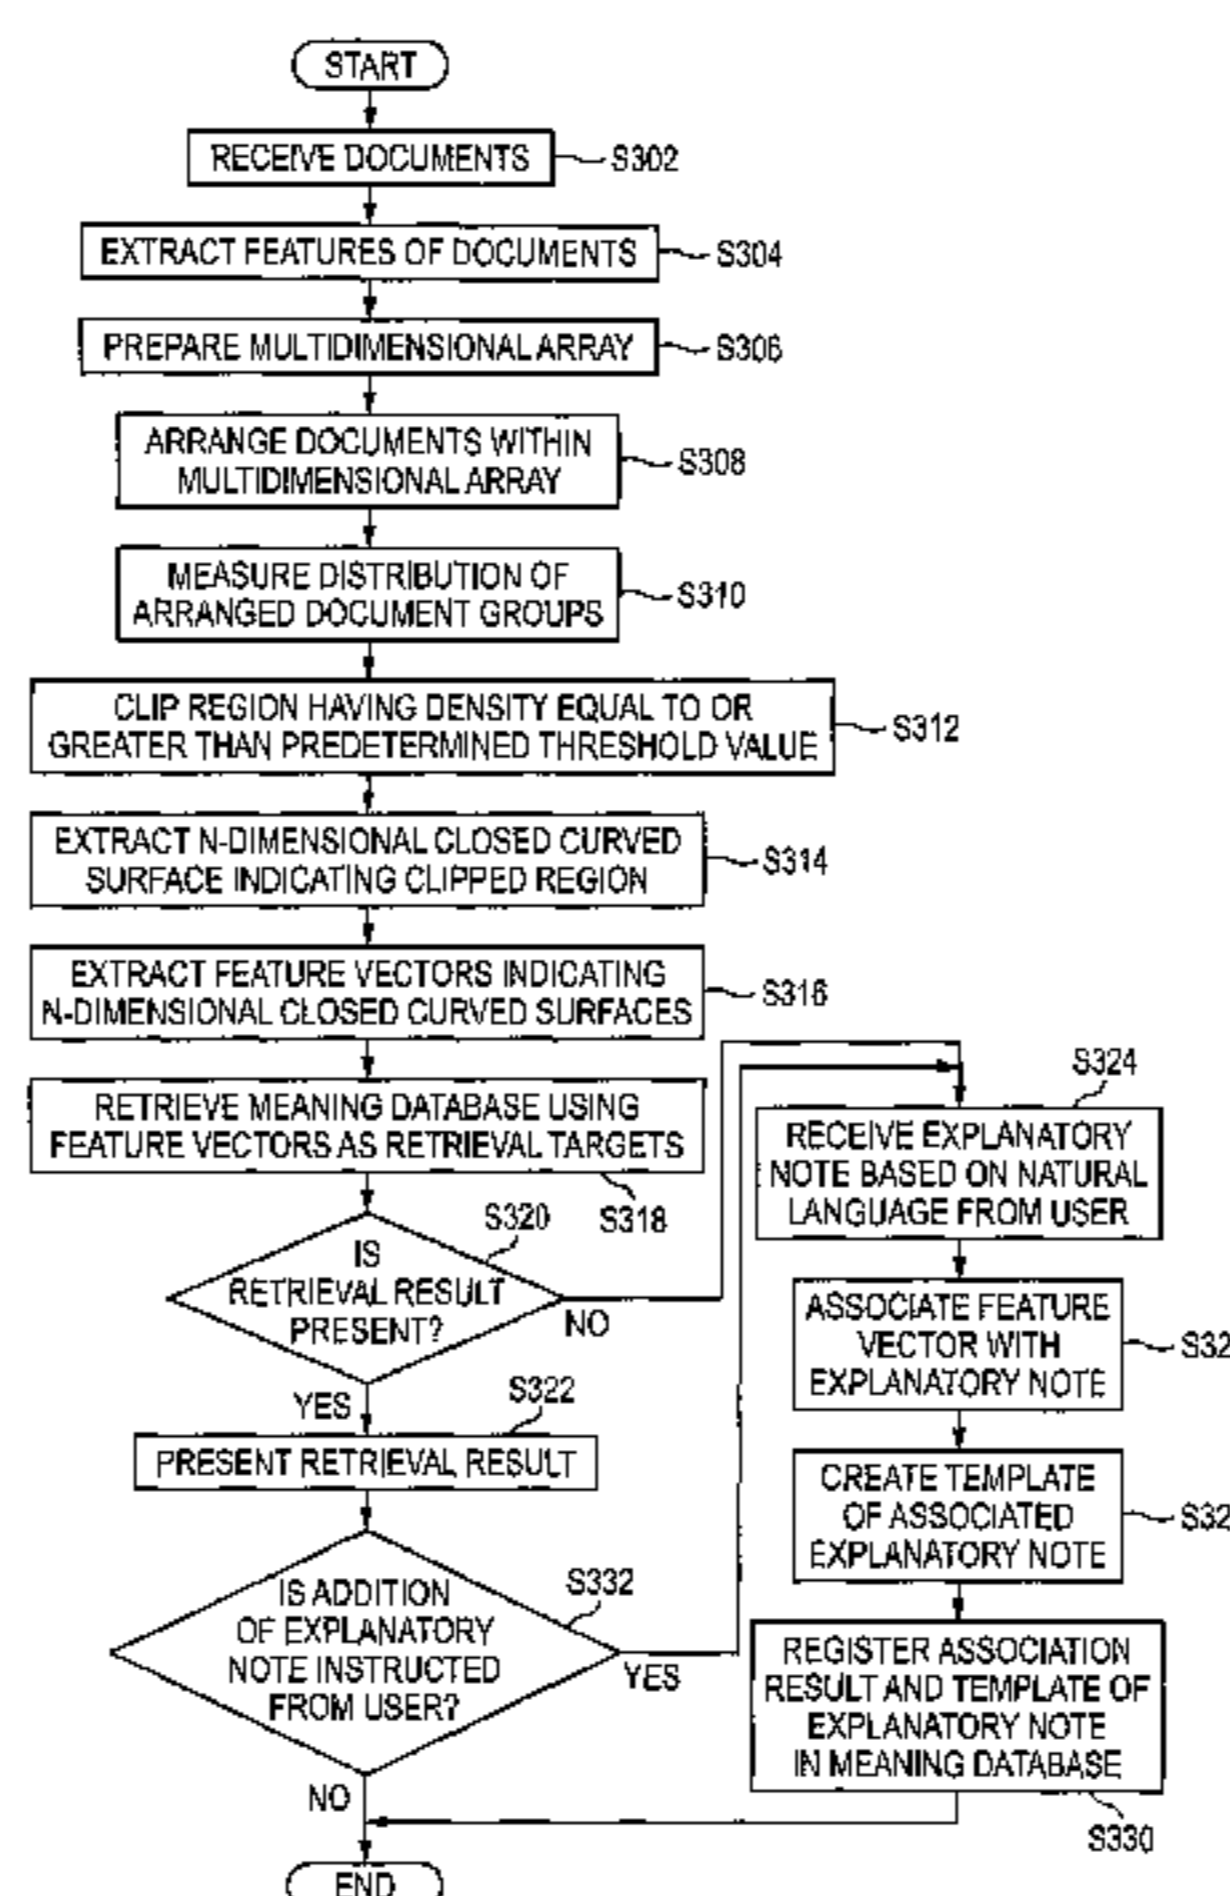 START
RECEIVE DOCUMENTS
S302
EXTRACT FEATURES OF DOCUMENTS
S304
PREPARE MULTIDIMENSIONAL ARRAY
S306
ARRANGE DOCUMENTS WITHIN
MULTIDIMENSIONAL ARRAY
S308
MEASURE DISTRIBUTION OF
ARRANGED DOCUMENT GROUPS
S310
CLIP REGION HAVING DENSITY EQUAL TO OR
GREATER THAN PREDETERMINED THRESHOLD VALUE
S312
EXTRACT N-DIMENSIONAL CLOSED CURVED
SURFACE INDICATING CLIPPED REGION
S314
EXTRACT FEATURE VECTORS INDICATING
N-DIMENSIONAL CLOSED CURVED SURFACES
S316
RETRIEVE MEANING DATABASE USING
FEATURE VECTORS AS RETRIEVAL TARGETS
S318
S320
IS
RETRIEVAL RESULT
PRESENT?
NO
YES
S322
PRESENT RETRIEVAL RESULT
IS ADDITION
OF EXPLANATORY
NOTE INSTRUCTED
FROM USER?
S332
YES
NO
S324
RECEIVE EXPLANATORY
NOTE BASED ON NATURAL
LANGUAGE FROM USER
ASSOCIATE FEATURE
VECTOR WITH
EXPLANATORY NOTE
S32
CREATE TEMPLATE
OF ASSOCIATED
EXPLANATORY NOTE
S32
REGISTER ASSOCIATION
RESULT AND TEMPLATE OF
EXPLANATORY NOTE
IN MEANING DATABASE
S330
END